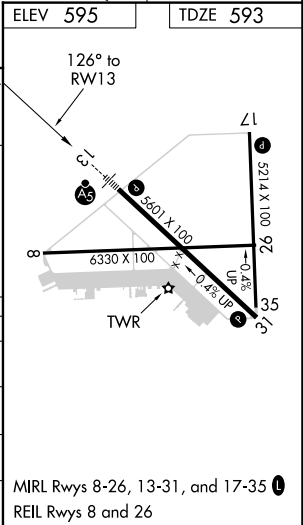 ELEV 595
TDZE 593
126° to
RW13
13
A5
P
5601 X 100
17
P
5214 X 100
8
6330 X 100
26
0.4%
UP
0.4% UP
X X
TWR
P
35
31
MIRL Rwys 8-26, 13-31, and 17-35 L
REIL Rwys 8 and 26